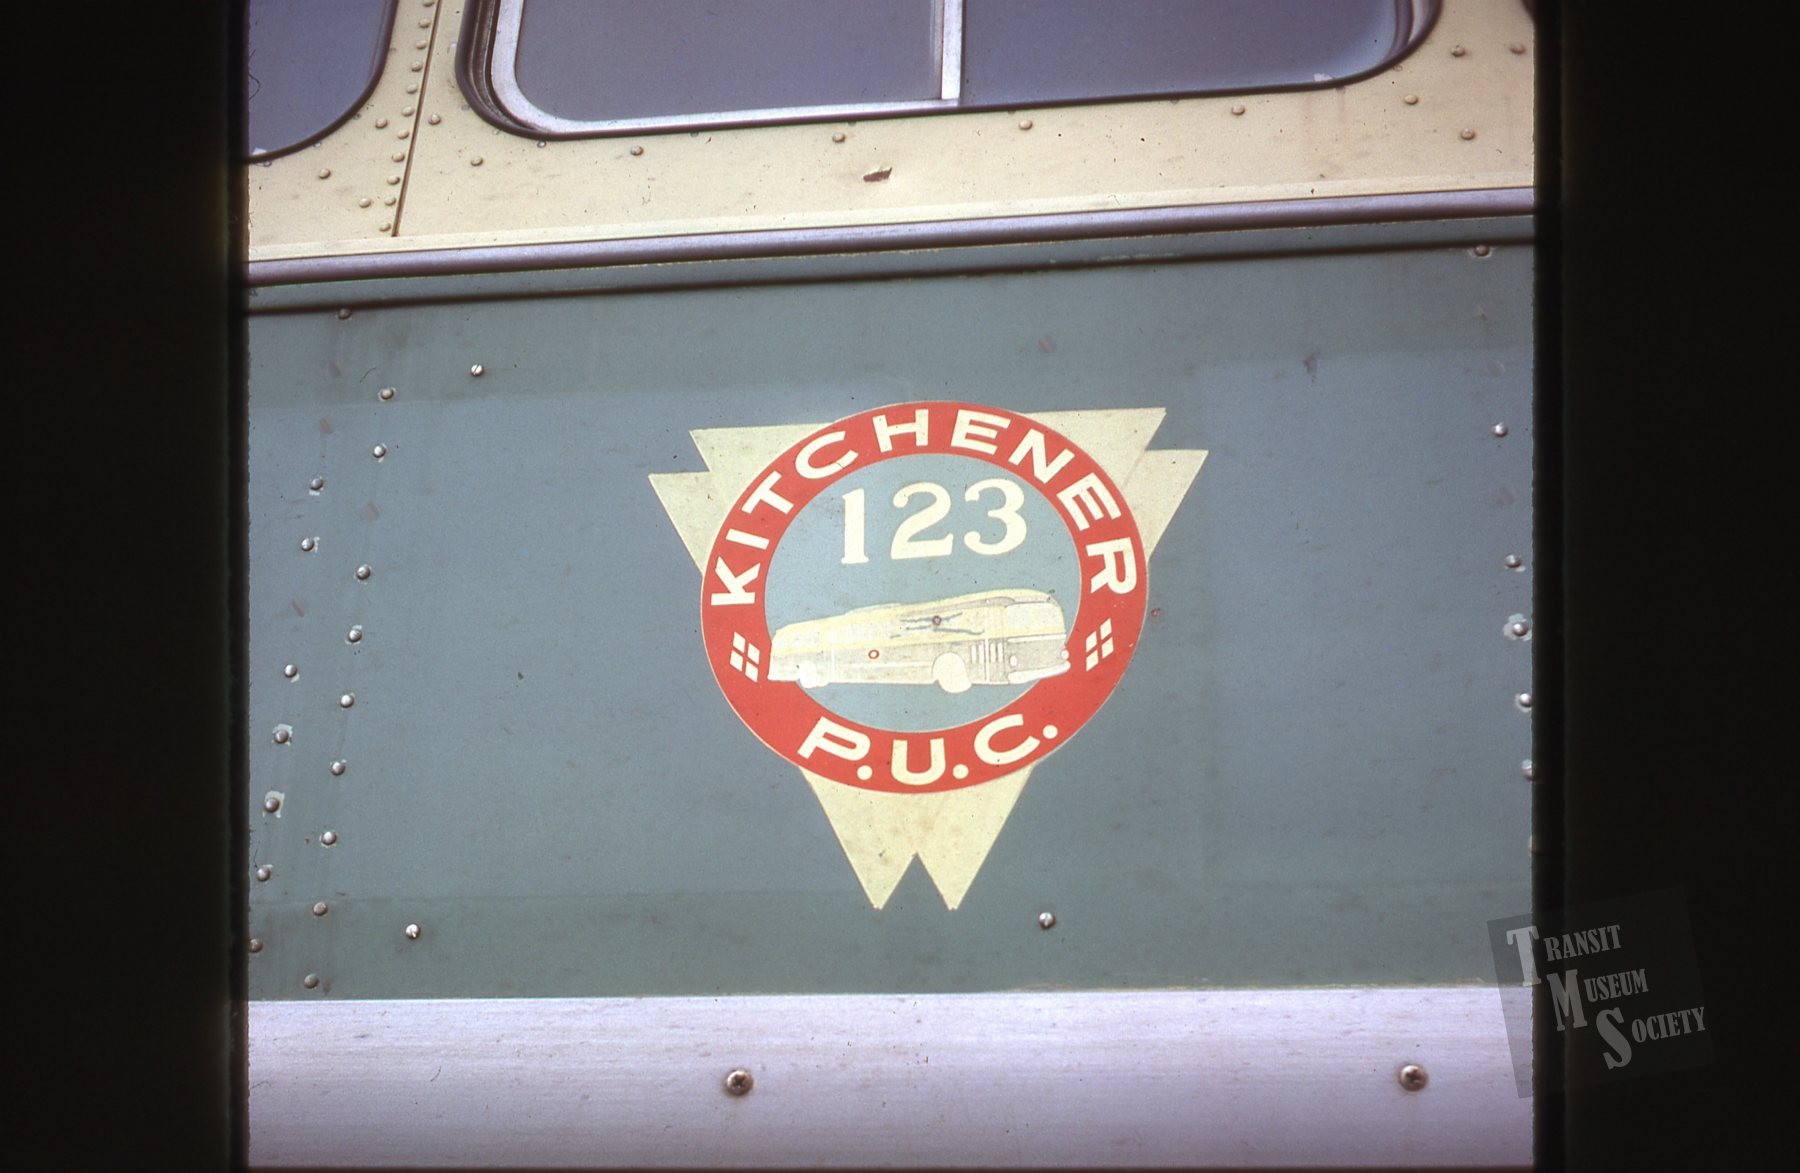 KITCHENER
123
P.U.C.
TRANSIT
MUSEUM
SOCIETY